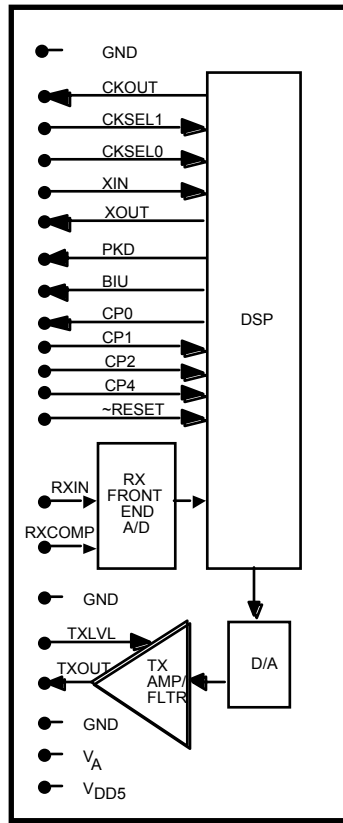 GND
CKOUT
CKSEL1
CKSEL0
XIN
XOUT
PKD
BIU
CP0
CP1
CP2
CP4
~RESET
DSP
RXIN
RXCOMP
RX
FRONT
END
A/D
GND
TXLVL
TXOUT
TX
AMP/
FLTR
D/A
GND
VA
VDD5